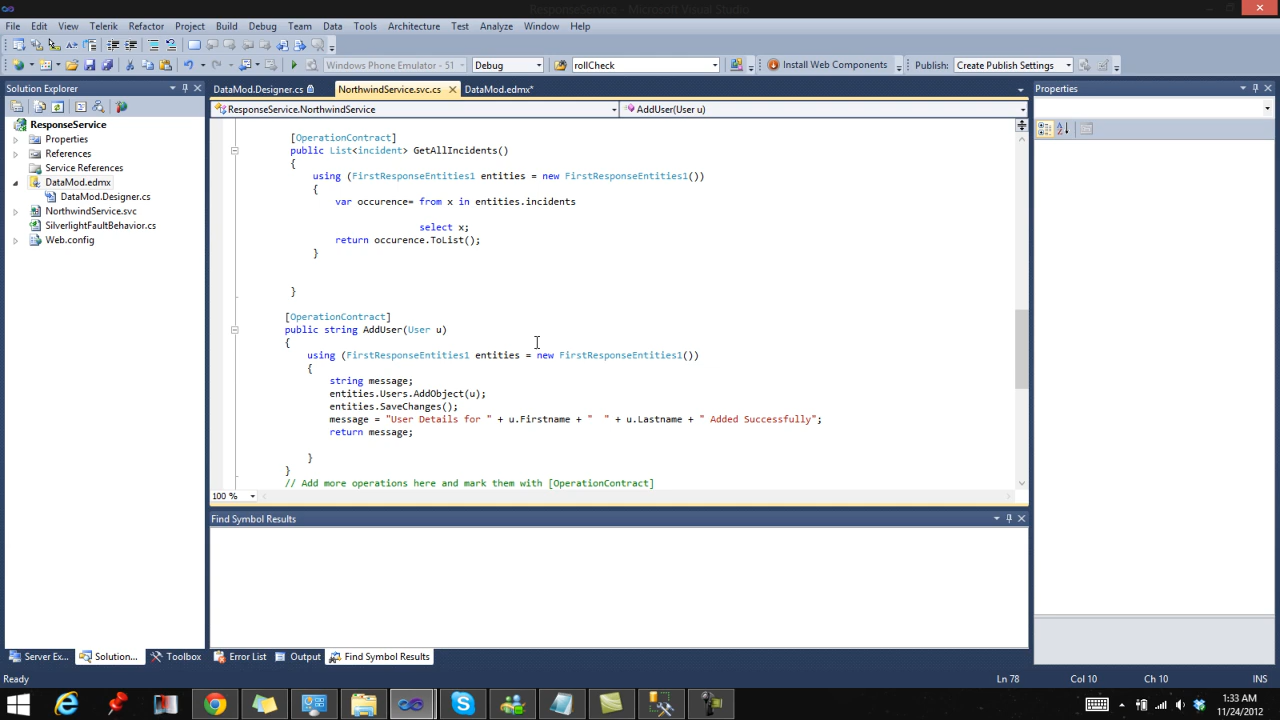 ResponseService - Microsoft Visual Studio
File Edit View Telerik Refactor Project Build Debug Team Data Tools Architecture Test Analyze Window Help
Windows Phone Emulator - 51 Debug rollCheck Install Web Components Publish: Create Publish Settings
Solution Explorer
ResponseService
Properties
References
Service References
DataMod.edmx
DataMod.Designer.cs
NorthwindService.svc
SilverlightFaultBehavior.cs
Web.config
DataMod.Designer.cs NorthwindService.svc.cs DataMod.edmx*
ResponseService.NorthwindService AddUser(User u)
[OperationContract]
public List<incident> GetAllIncidents()
{
using (FirstResponseEntities1 entities = new FirstResponseEntities1())
{
var occurence= from x in entities.incidents
select x;
return occurence.ToList();
}
}
[OperationContract]
public string AddUser(User u)
{
using (FirstResponseEntities1 entities = new FirstResponseEntities1())
{
string message;
entities.Users.AddObject(u);
entities.SaveChanges();
message = "User Details for " + u.Firstname + "  " + u.Lastname + " Added Successfully";
return message;
}
}
// Add more operations here and mark them with [OperationContract]
100 %
Find Symbol Results
Properties
Server Ex... Solution... Toolbox Error List Output Find Symbol Results
Ready Ln 78 Col 10 Ch 10 INS
1:33 AM
11/24/2012